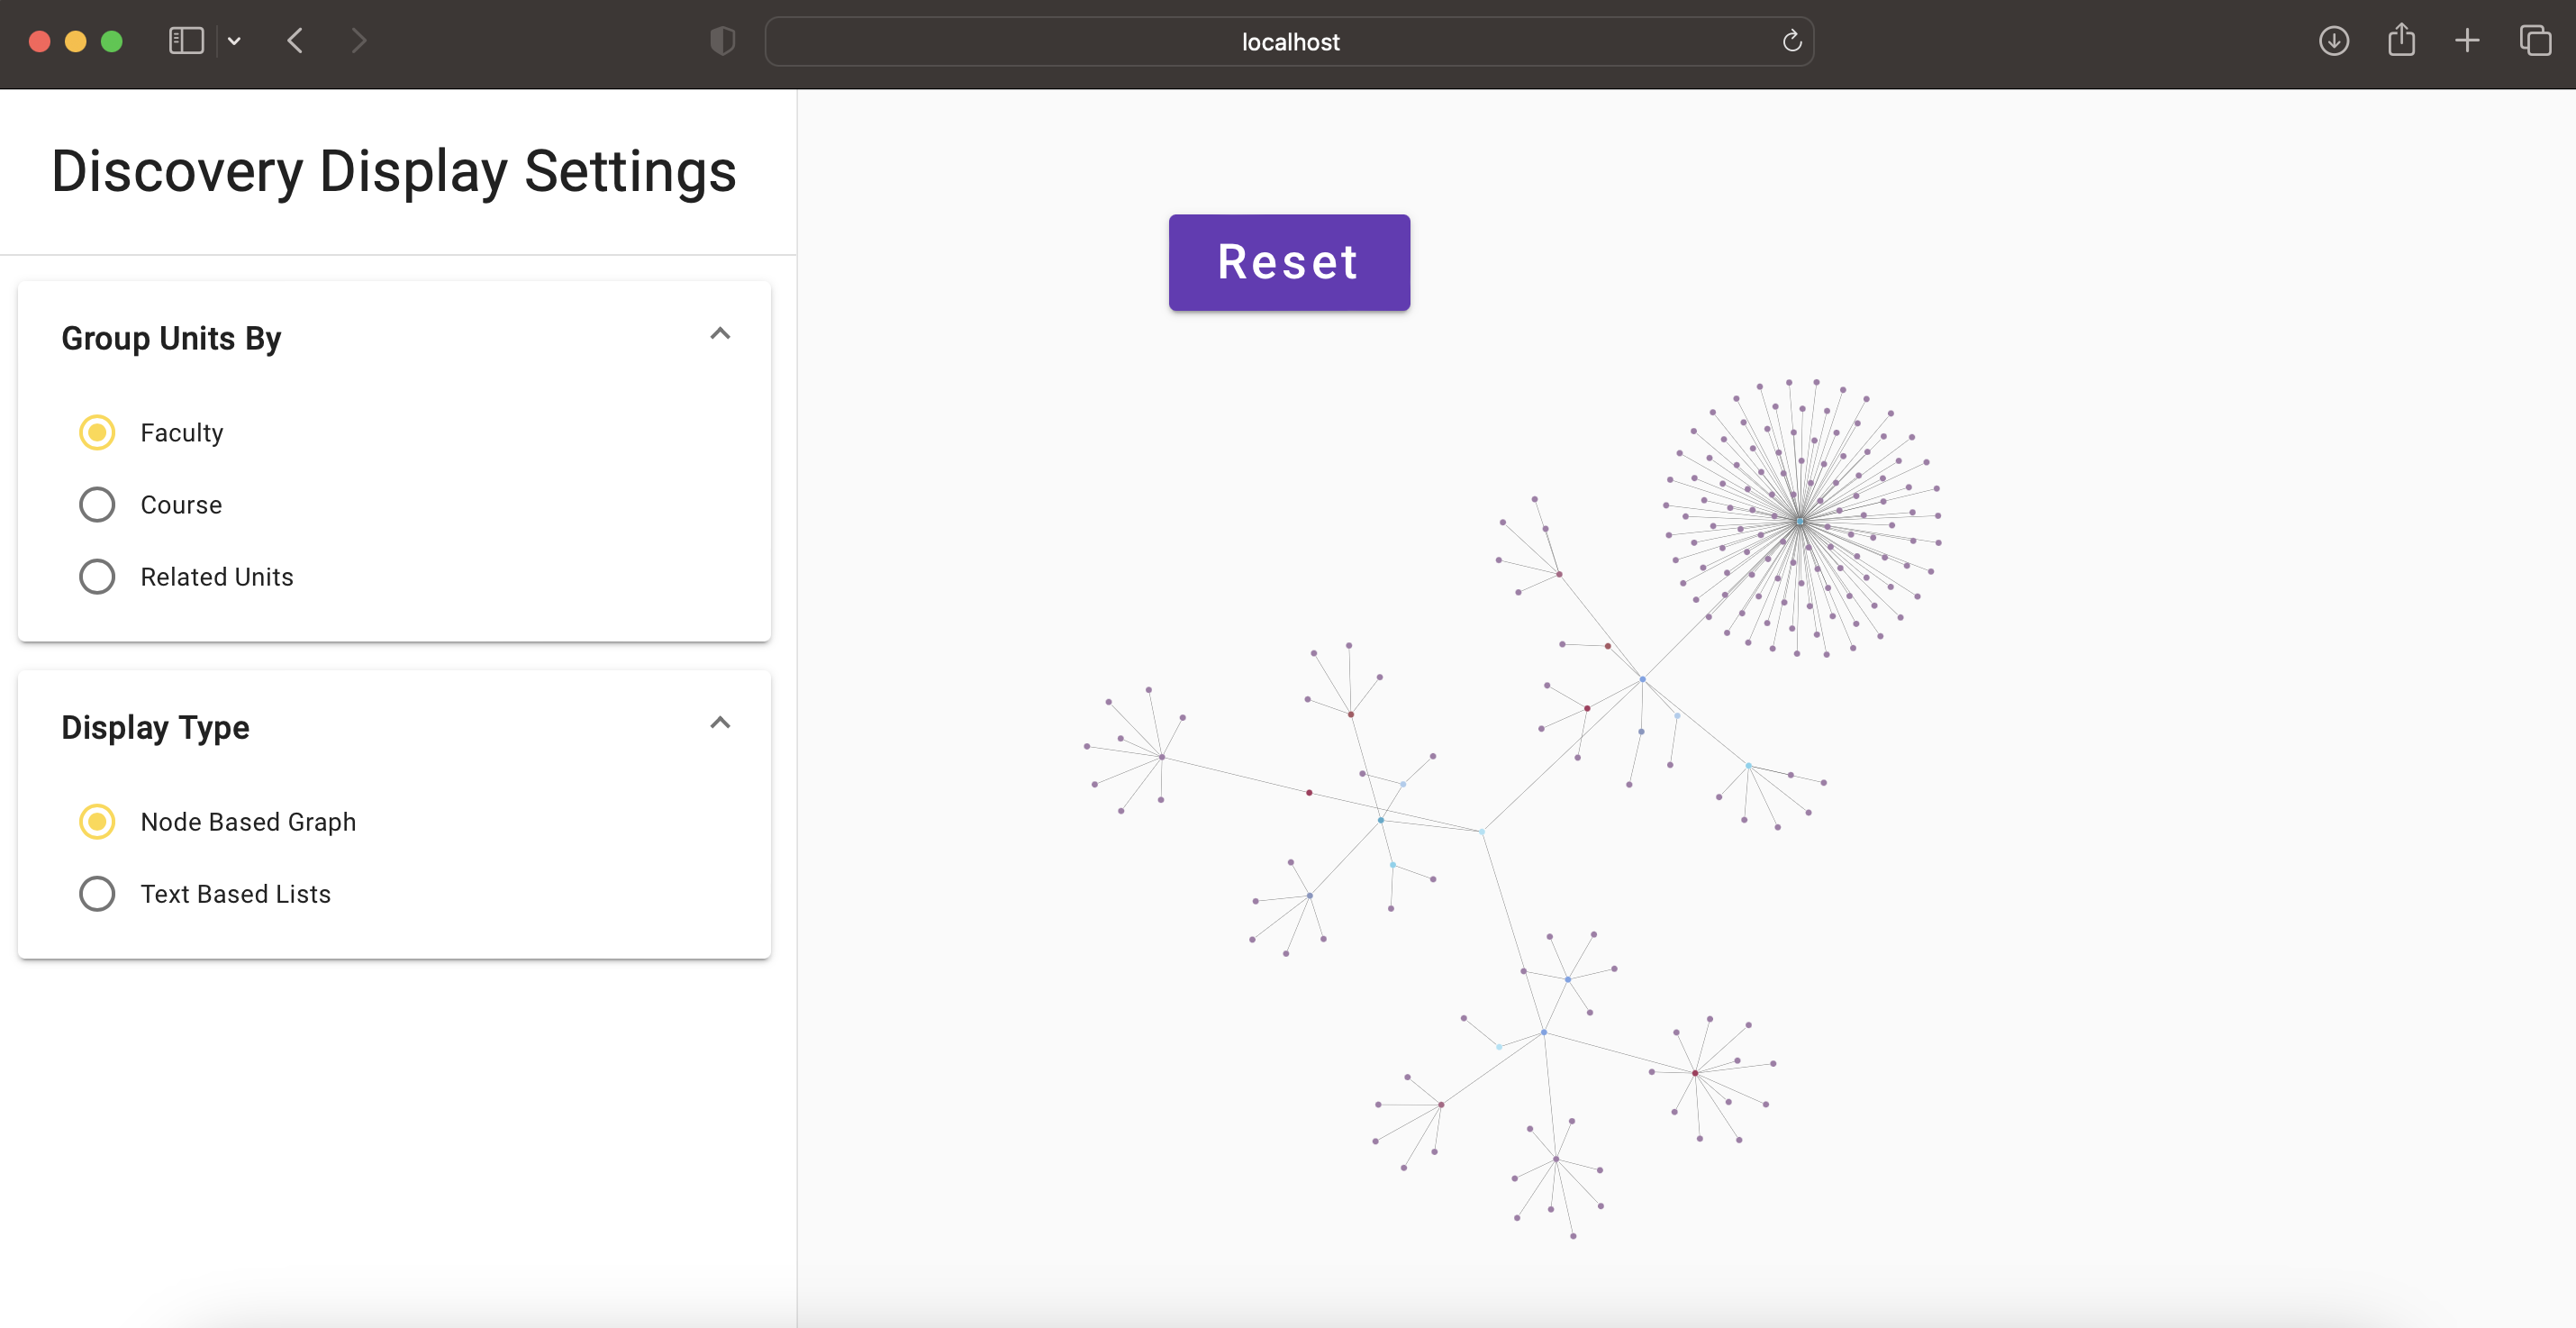 localhost
Discovery Display Settings
Reset
Group Units By
Faculty
Course
Related Units
Display Type
Node Based Graph
Text Based Lists